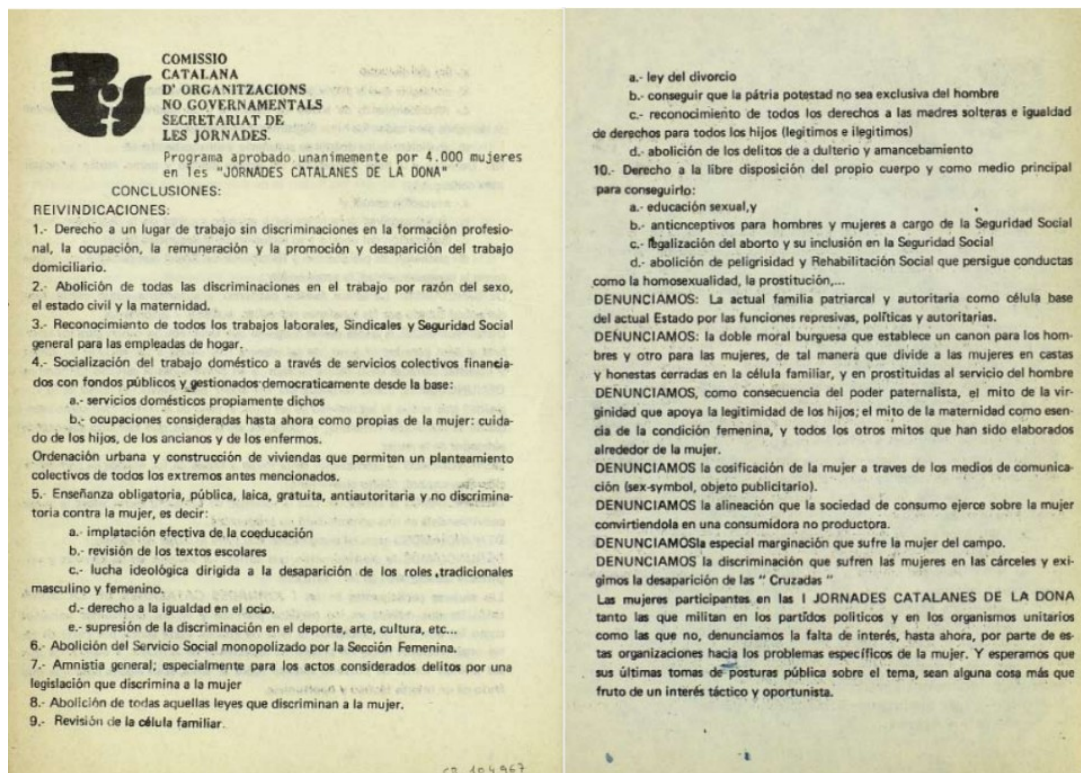 COMISSIO
CATALANA
D' ORGANITZACIONS
NO GOVERNAMENTALS
SECRETARIAT DE
LES JORNADES.
Programa aprobado unanimemente por 4.000 mujeres
en les "JORNADES CATALANES DE LA DONA"
CONCLUSIONES:
REIVINDICACIONES:
1.- Derecho a un lugar de trabajo sin discriminaciones en la formación profesio-
nal, la ocupación, la remuneración y la promoción y desaparición del trabajo
domiciliario.
2.- Abolición de todas las discriminaciones en el trabajo por razón del sexo,
el estado civil y la maternidad.
3.- Reconocimiento de todos los trabajos laborales, Sindicales y Seguridad Social
general para las empleadas de hogar.
4.- Socialización del trabajo doméstico a través de servicios colectivos financia-
dos con fondos públicos y gestionados democraticamente desde la base:
a.- servicios domésticos propiamente dichos
b.- ocupaciones consideradas hasta ahora como propias de la mujer: cuida-
do de los hijos, de los ancianos y de los enfermos.
Ordenación urbana y construcción de viviendas que permiten un planteamiento
colectivos de todos los extremos antes mencionados.
5.- Enseñanza obligatoria, pública, laica, gratuita, antiautoritaria y no discrimina-
toria contra la mujer, es decir:
a.- implatación efectiva de la coeducación
b.- revisión de los textos escolares
c.- lucha ideológica dirigida a la desaparición de los roles tradicionales
masculino y femenino.
d.- derecho a la igualdad en el ocio.
e.- supresión de la discriminación en el deporte, arte, cultura, etc...
6.- Abolición del Servicio Social monopolizado por la Sección Femenina.
7.- Amnistia general; especialmente para los actos considerados delitos por una
legislación que discrimina a la mujer
8.- Abolición de todas aquellas leyes que discriminan a la mujer.
9.- Revisión de la célula familiar.
C2 104967
a.- ley del divorcio
b.- conseguir que la pátria potestad no sea exclusiva del hombre
c.- reconocimiento de todos los derechos a las madres solteras e igualdad
de derechos para todos los hijos (legitimos e ilegitimos)
d.- abolición de los delitos de a dulterio y amancebamiento
10.- Derecho a la libre disposición del propio cuerpo y como medio principal
para conseguirlo:
a.- educación sexual,y
b.- anticnceptivos para hombres y mujeres a cargo de la Seguridad Social
c.- legalización del aborto y su inclusión en la Seguridad Social
d.- abolición de peligrisidad y Rehabilitación Social que persigue conductas
como la homosexualidad, la prostitución,...
DENUNCIAMOS: La actual familia patriarcal y autoritaria como célula base
del actual Estado por las funciones represivas, políticas y autoritarias.
DENUNCIAMOS: la doble moral burguesa que establece un canon para los hom-
bres y otro para las mujeres, de tal manera que divide a las mujeres en castas
y honestas cerradas en la célula familiar, y en prostituidas al servicio del hombre
DENUNCIAMOS, como consecuencia del poder paternalista, el mito de la vir-
ginidad que apoya la legitimidad de los hijos; el mito de la maternidad como esen-
cia de la condición femenina, y todos los otros mitos que han sido elaborados
alrededor de la mujer.
DENUNCIAMOS la cosificación de la mujer a traves de los medios de comunica-
ción (sex-symbol, objeto publicitario).
DENUNCIAMOS la alineación que la sociedad de consumo ejerce sobre la mujer
convirtiendola en una consumídora no productora.
DENUNCIAMOSla especial marginación que sufre la mujer del campo.
DENUNCIAMOS la discriminación que sufren las mujeres en las cárceles y exi-
gimos la desaparición de las " Cruzadas "
Las mujeres participantes en las I JORNADES CATALANES DE LA DONA
tanto las que militan en los partidos politicos y en los organismos unitarios
como las que no, denunciamos la falta de interés, hasta ahora, por parte de es-
tas organizaciones hacia los problemas específicos de la mujer. Y esperamos que
sus últimas tomas de posturas pública sobre el tema, sean alguna cosa más que
fruto de un interés táctico y oportunista.